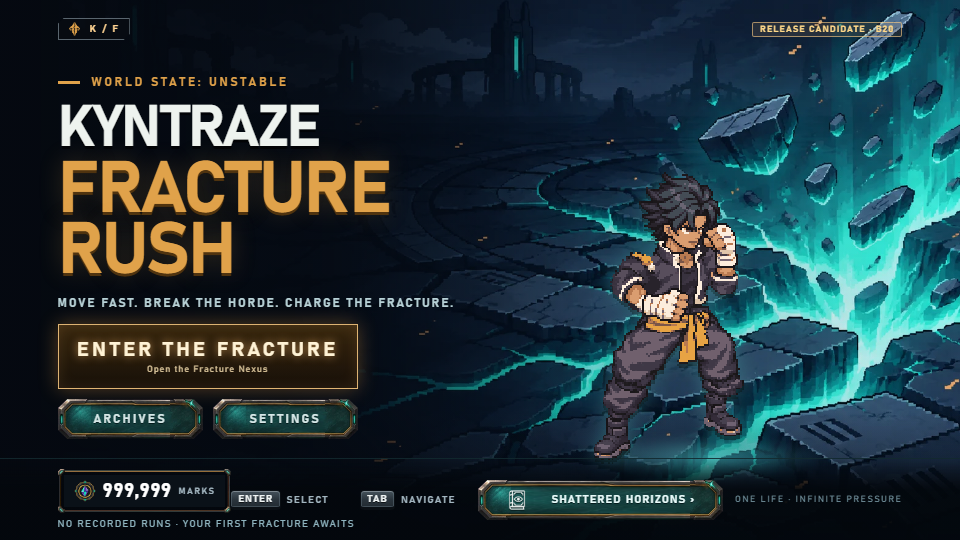 K / F
RELEASE CANDIDATE · B20
WORLD STATE: UNSTABLE
KYNTRAZE
FRACTURE
RUSH
MOVE FAST. BREAK THE HORDE. CHARGE THE FRACTURE.
ENTER THE FRACTURE
Open the Fracture Nexus
ARCHIVES
SETTINGS
999,999 MARKS
ENTER SELECT
TAB NAVIGATE
SHATTERED HORIZONS ›
ONE LIFE · INFINITE PRESSURE
NO RECORDED RUNS · YOUR FIRST FRACTURE AWAITS